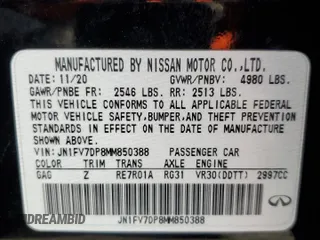 MANUFACTURED BY NISSAN MOTOR CO.,LTD.
DATE: 11/20 GVWR/PNBV: 4980 LBS.
GAWR/PNBE FR: 2546 LBS. RR: 2513 LBS.
THIS VEHICLE CONFORMS TO ALL APPLICABLE FEDERAL
MOTOR VEHICLE SAFETY,BUMPER,AND THEFT PREVENTION
STANDARDS IN EFFECT ON THE DATE OF MANUFACTURE
SHOWN ABOVE.
VIN: JN1FV7DP8MM850388 PASSENGER CAR
COLOR TRIM TRANS AXLE ENGINE
GAG Z RE7R01A RG31 VR30(DDTT) 2997CC
JN1FV7DP8MM850388
DREAMBID